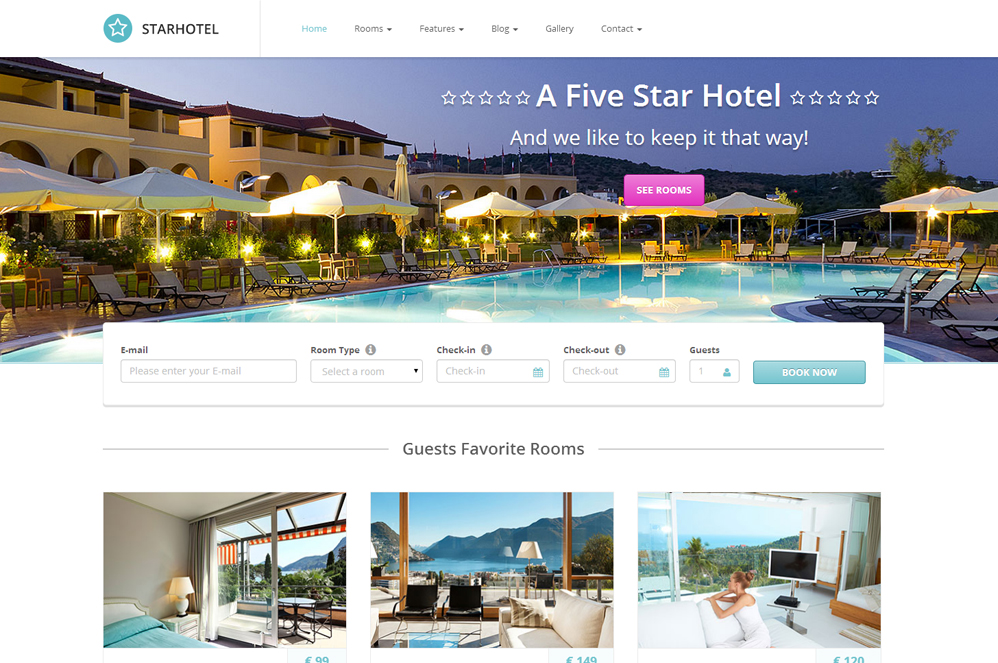 STARHOTEL
Home Rooms Features Blog Gallery Contact
A Five Star Hotel
And we like to keep it that way!
SEE ROOMS
E-mail Room Type Check-in Check-out Guests
Please enter your E-mail Select a room Check-in Check-out 1 BOOK NOW
Guests Favorite Rooms
€ 99 € 149 € 120